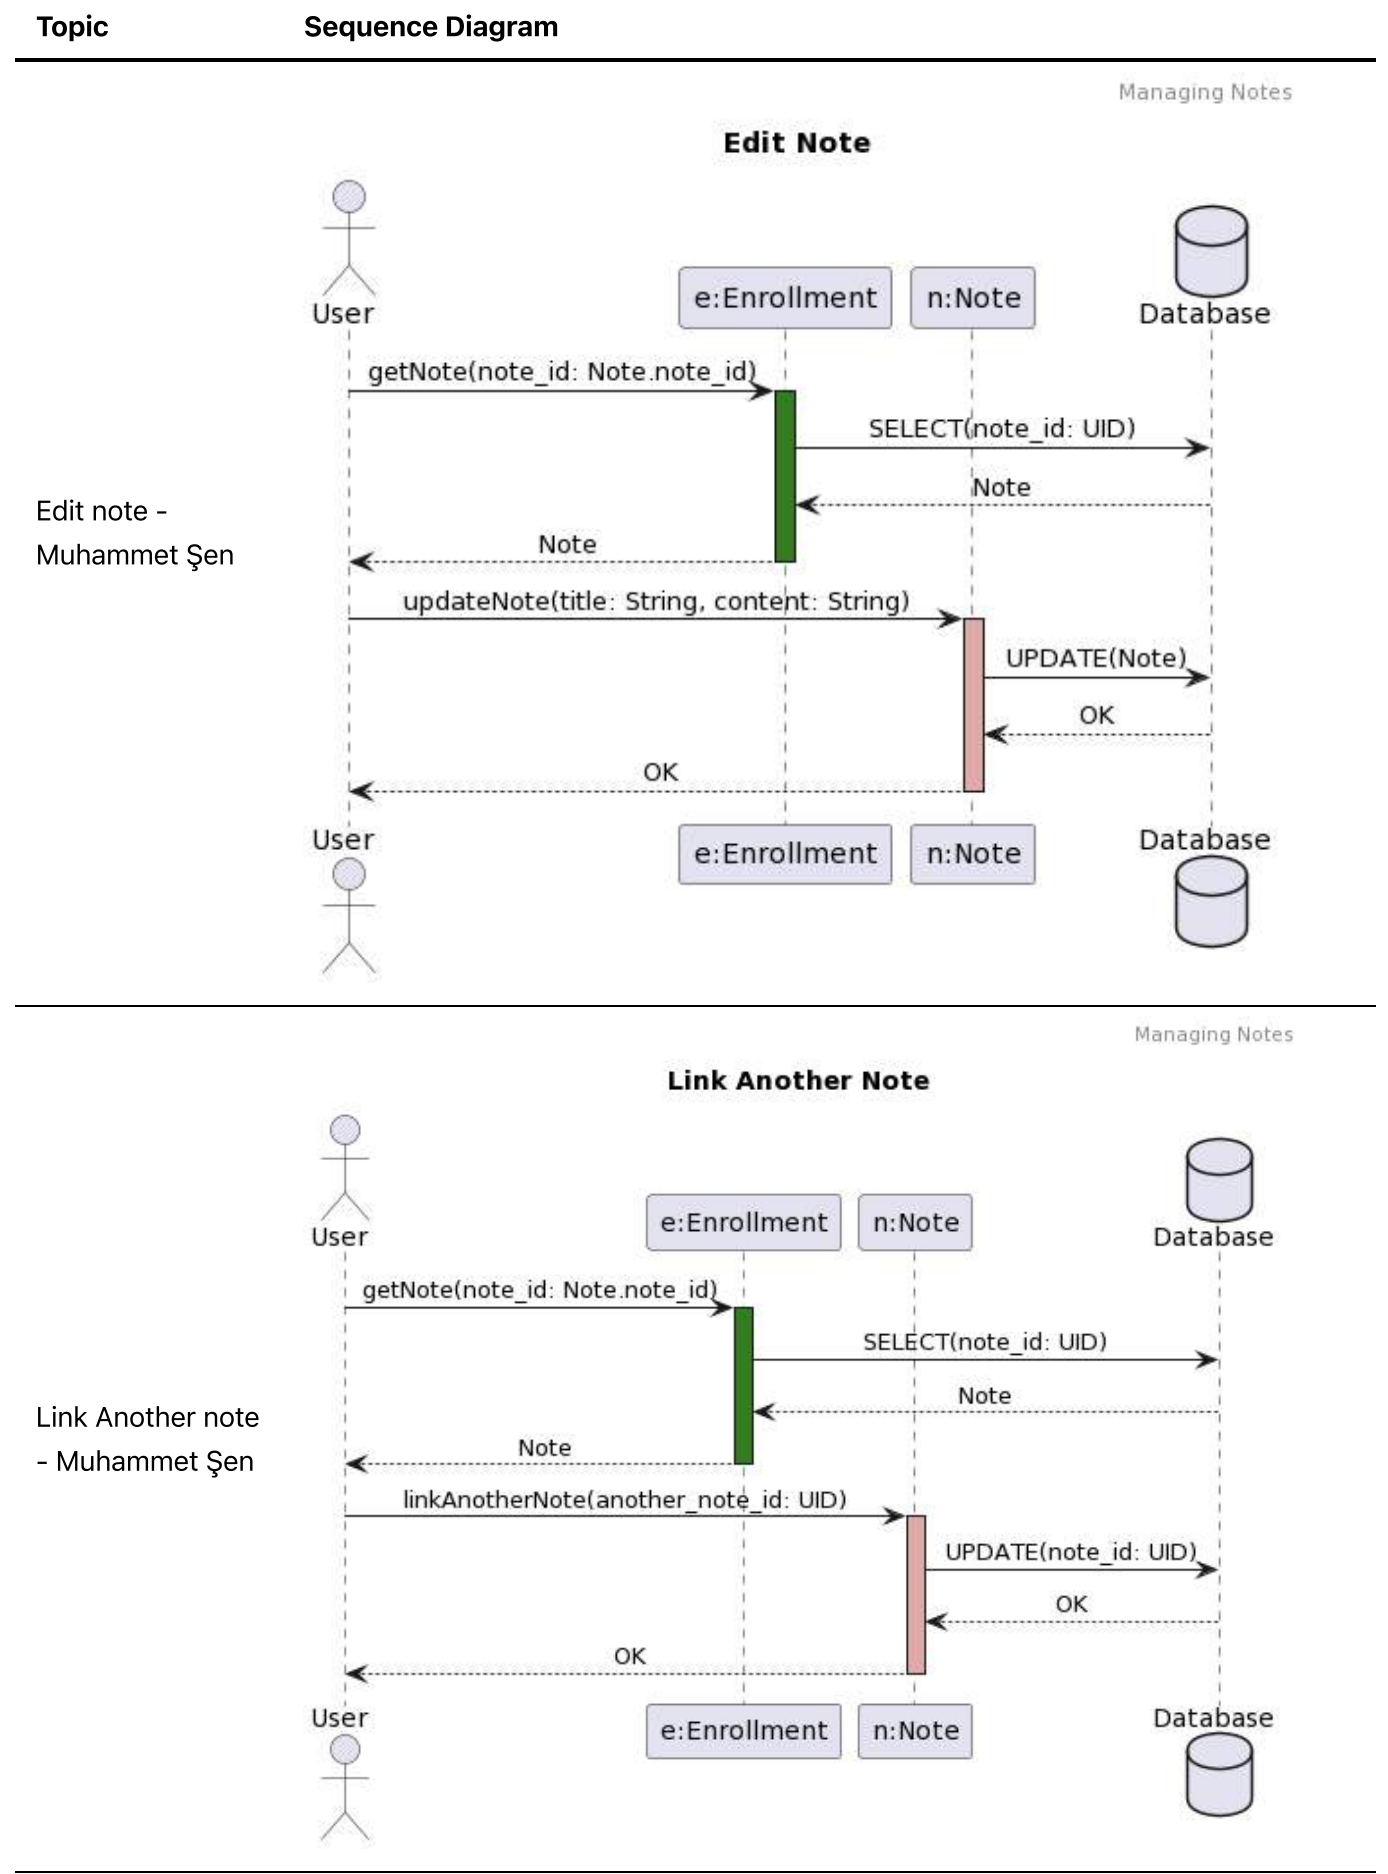 Topic Sequence Diagram
Managing Notes
Edit Note
User e:Enrollment n:Note Database
getNote(note_id: Note.note_id)
SELECT(note_id: UID)
Note
Edit note -
Muhammet Şen
Note
updateNote(title: String, content: String)
UPDATE(Note)
OK
OK
User e:Enrollment n:Note Database
Managing Notes
Link Another Note
User e:Enrollment n:Note Database
getNote(note_id: Note.note_id)
SELECT(note_id: UID)
Note
Link Another note
- Muhammet Şen
Note
linkAnotherNote(another_note_id: UID)
UPDATE(note_id: UID)
OK
OK
User e:Enrollment n:Note Database